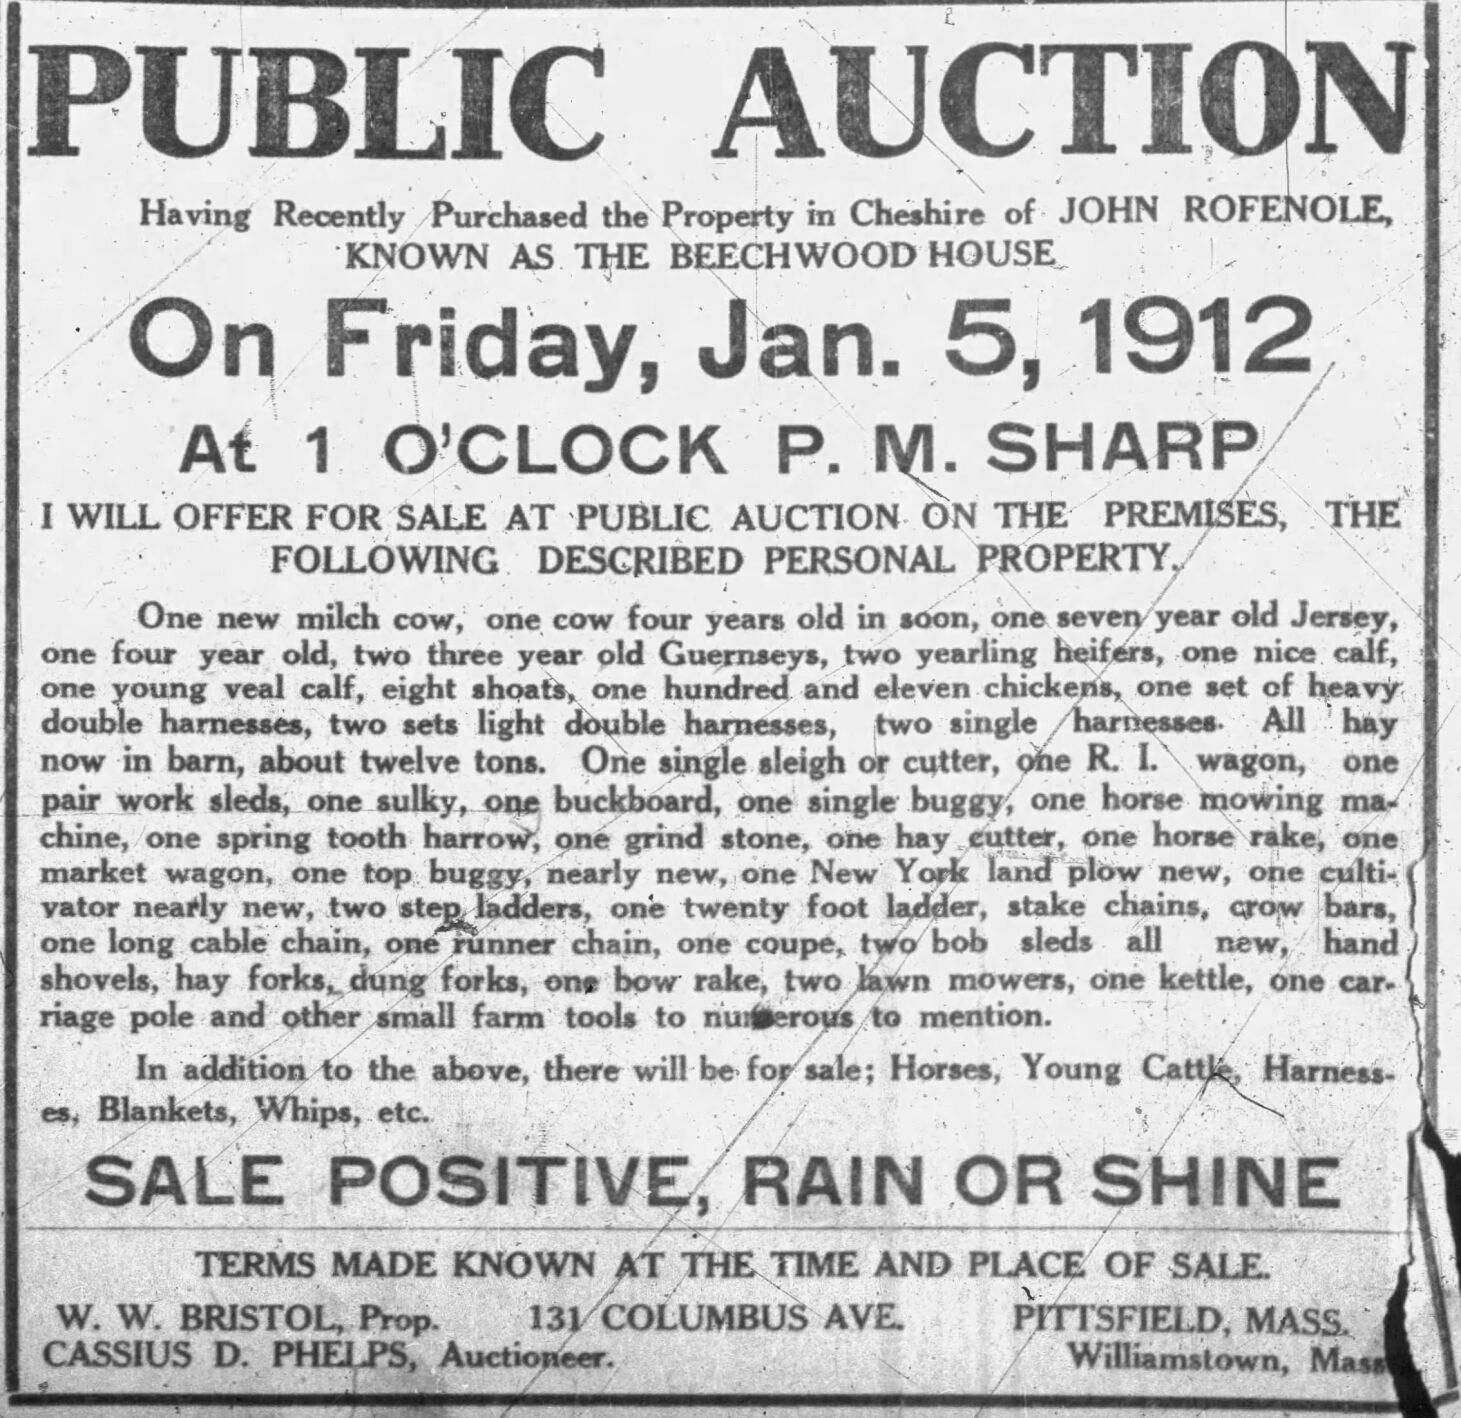 PUBLIC AUCTION
Having Recently Purchased the Property in Cheshire of JOHN ROFENOLE,
KNOWN AS THE BEECHWOOD HOUSE
On Friday, Jan. 5, 1912
At 1 O'CLOCK P. M. SHARP
I WILL OFFER FOR SALE AT PUBLIC AUCTION ON THE PREMISES, THE
FOLLOWING DESCRIBED PERSONAL PROPERTY.
One new milch cow, one cow four years old in soon, one seven year old Jersey,
one four year old, two three year old Guernseys, two yearling heifers, one nice calf,
one young veal calf, eight shoats, one hundred and eleven chickens, one set of heavy
double harnesses, two sets light double harnesses, two single harnesses. All hay
now in barn, about twelve tons. One single sleigh or cutter, one R. I. wagon, one
pair work sleds, one sulky, one buckboard, one single buggy, one horse mowing ma-
chine, one spring tooth harrow, one grind stone, one hay cutter, one horse rake, one
market wagon, one top buggy, nearly new, one New York land plow new, one culti-
vator nearly new, two step ladders, one twenty foot ladder, stake chains, crow bars,
one long cable chain, one runner chain, one coupe, two bob sleds all new, hand
shovels, hay forks, dung forks, one bow rake, two lawn mowers, one kettle, one car-
riage pole and other small farm tools to numerous to mention.
In addition to the above, there will be for sale; Horses, Young Cattle, Harness-
es, Blankets, Whips, etc.
SALE POSITIVE, RAIN OR SHINE
TERMS MADE KNOWN AT THE TIME AND PLACE OF SALE.
W. W. BRISTOL, Prop. 131 COLUMBUS AVE. PITTSFIELD, MASS.
CASSIUS D. PHELPS, Auctioneer. Williamstown, Mass